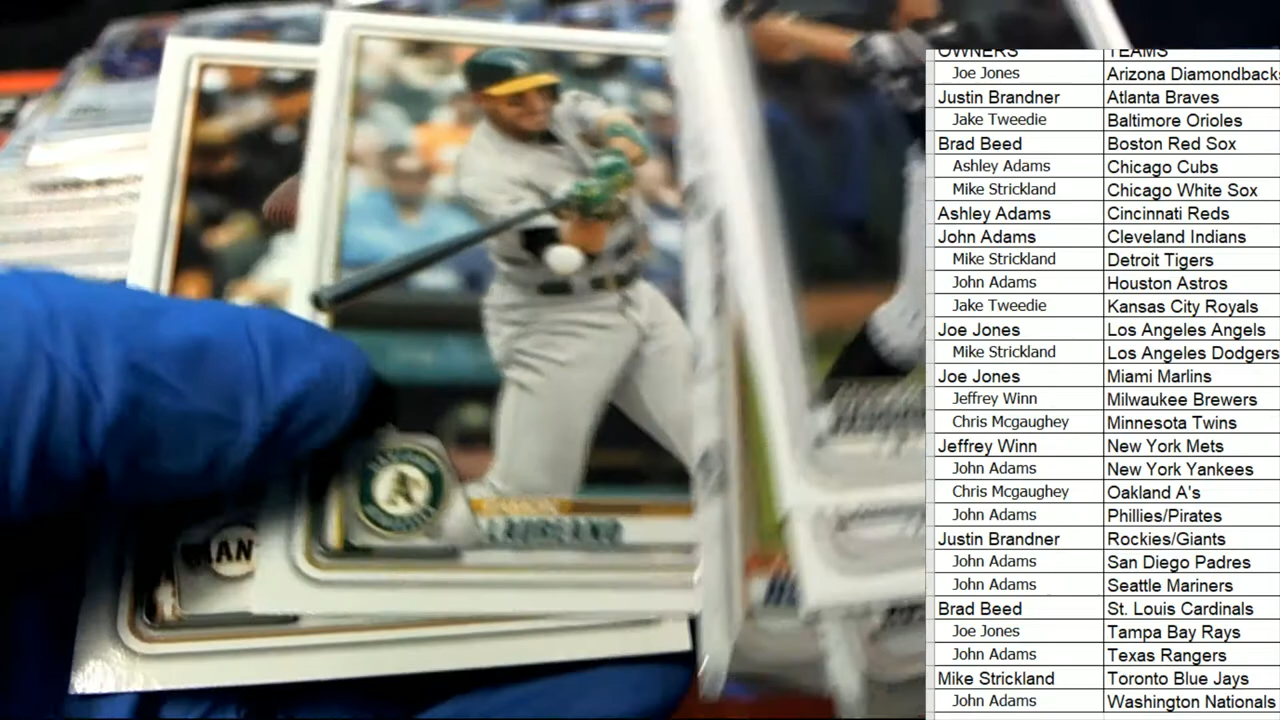 OWNERS TEAMS
Joe Jones Arizona Diamondbacks
Justin Brandner Atlanta Braves
Jake Tweedie Baltimore Orioles
Brad Beed Boston Red Sox
Ashley Adams Chicago Cubs
Mike Strickland Chicago White Sox
Ashley Adams Cincinnati Reds
John Adams Cleveland Indians
Mike Strickland Detroit Tigers
John Adams Houston Astros
Jake Tweedie Kansas City Royals
Joe Jones Los Angeles Angels
Mike Strickland Los Angeles Dodgers
Joe Jones Miami Marlins
Jeffrey Winn Milwaukee Brewers
Chris Mcgaughey Minnesota Twins
Jeffrey Winn New York Mets
John Adams New York Yankees
Chris Mcgaughey Oakland A's
John Adams Phillies/Pirates
Justin Brandner Rockies/Giants
John Adams San Diego Padres
John Adams Seattle Mariners
Brad Beed St. Louis Cardinals
Joe Jones Tampa Bay Rays
John Adams Texas Rangers
Mike Strickland Toronto Blue Jays
John Adams Washington Nationals
LAUREANO